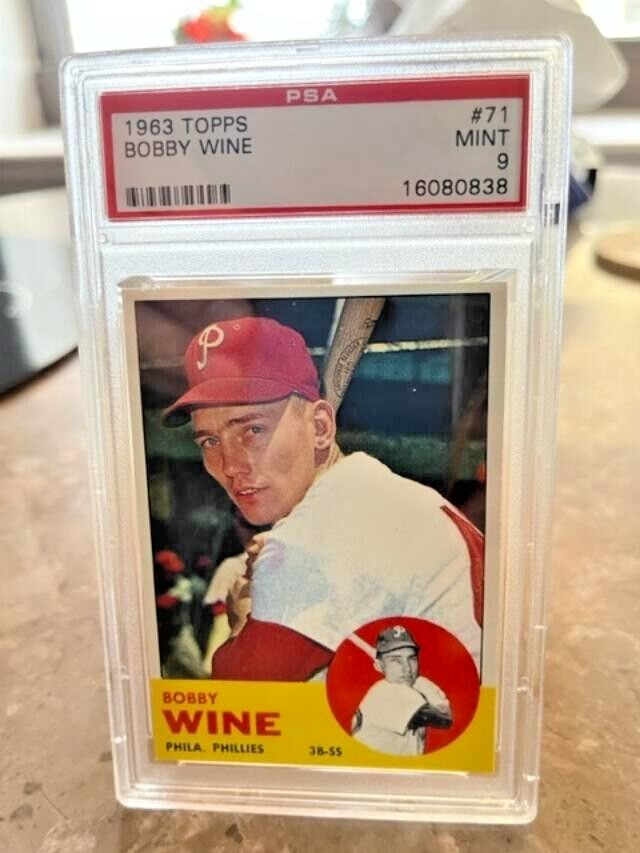 PSA
1963 TOPPS #71
BOBBY WINE MINT
9
16080838
P
P
BOBBY
WINE
PHILA. PHILLIES 3B-SS